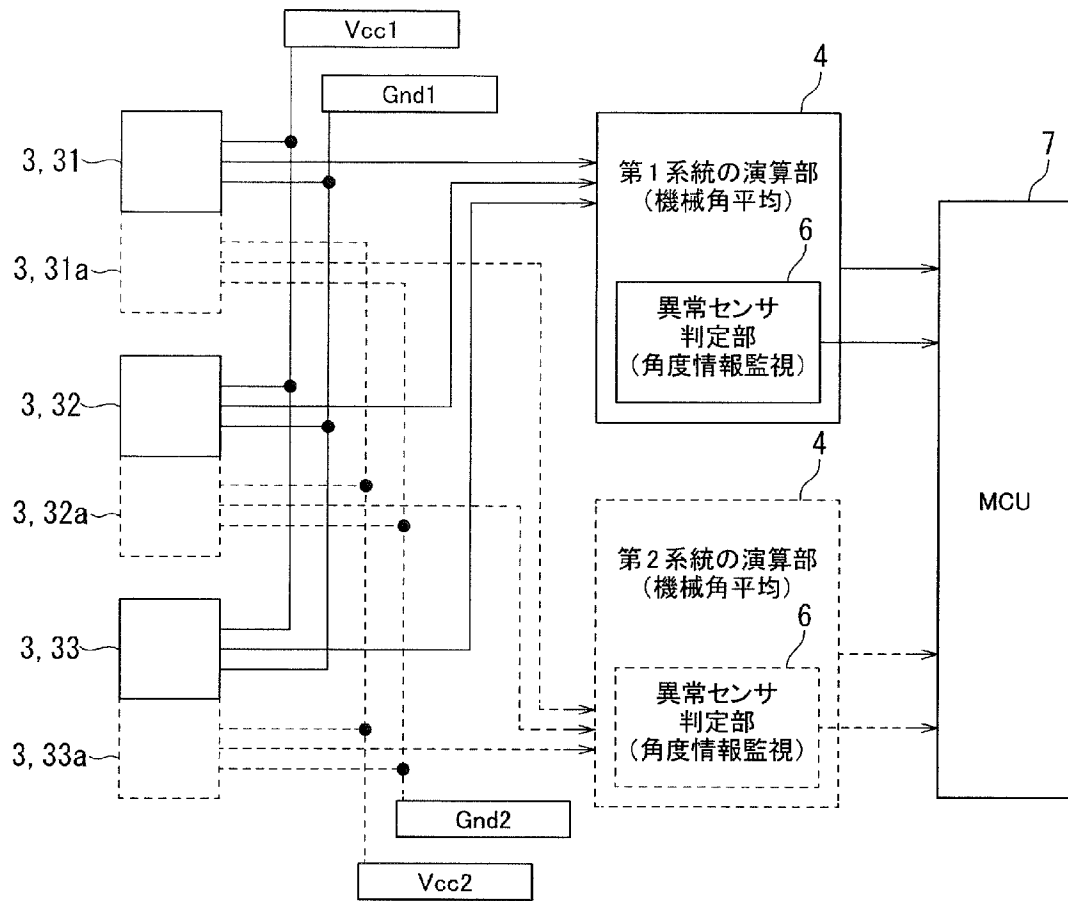 Vcc1
Gnd1
4
3, 31
第1系統の演算部
(機械角平均)
7
6
3, 31a
異常センサ
判定部
(角度情報監視)
3, 32
4
3, 32a
MCU
第2系統の演算部
(機械角平均)
6
3, 33
異常センサ
判定部
(角度情報監視)
3, 33a
Gnd2
Vcc2